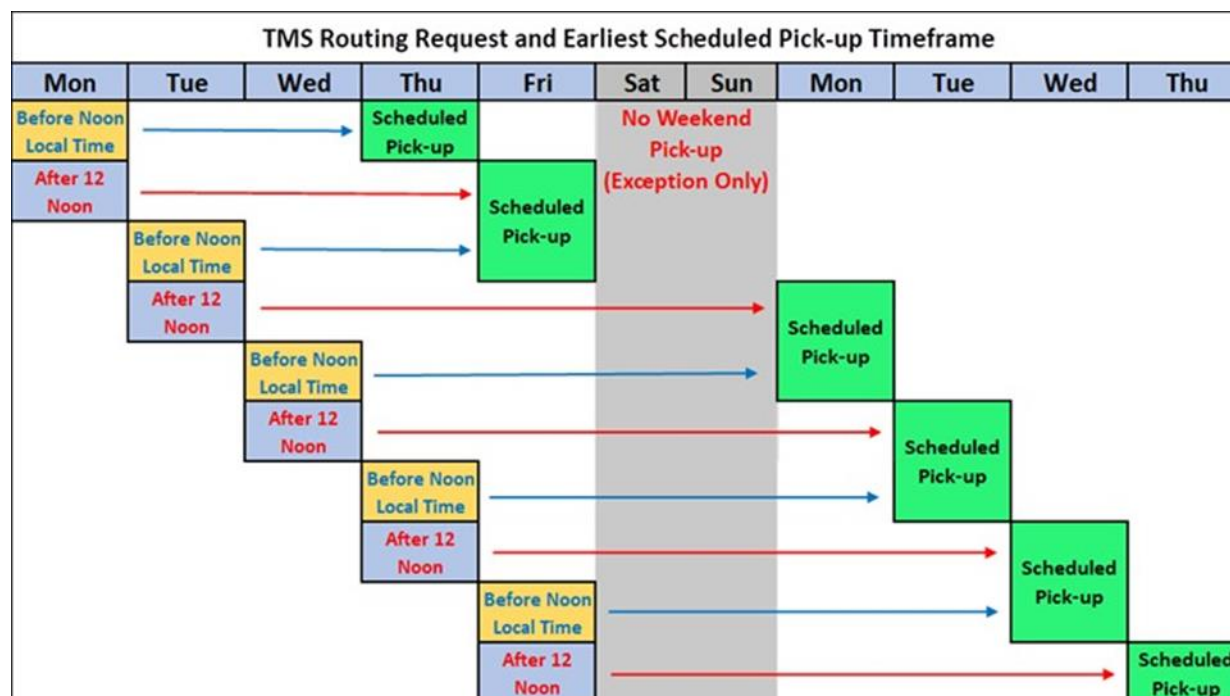 TMS Routing Request and Earliest Scheduled Pick-up Timeframe
Mon Tue Wed Thu Fri Sat Sun Mon Tue Wed Thu
Before Noon
Local Time
Scheduled
Pick-up
No Weekend
Pick-up
(Exception Only)
After 12
Noon
Scheduled
Pick-up
Before Noon
Local Time
After 12
Noon
Scheduled
Pick-up
Before Noon
Local Time
After 12
Noon
Scheduled
Pick-up
Before Noon
Local Time
After 12
Noon
Scheduled
Pick-up
Before Noon
Local Time
After 12
Noon
Scheduled
Pick-up